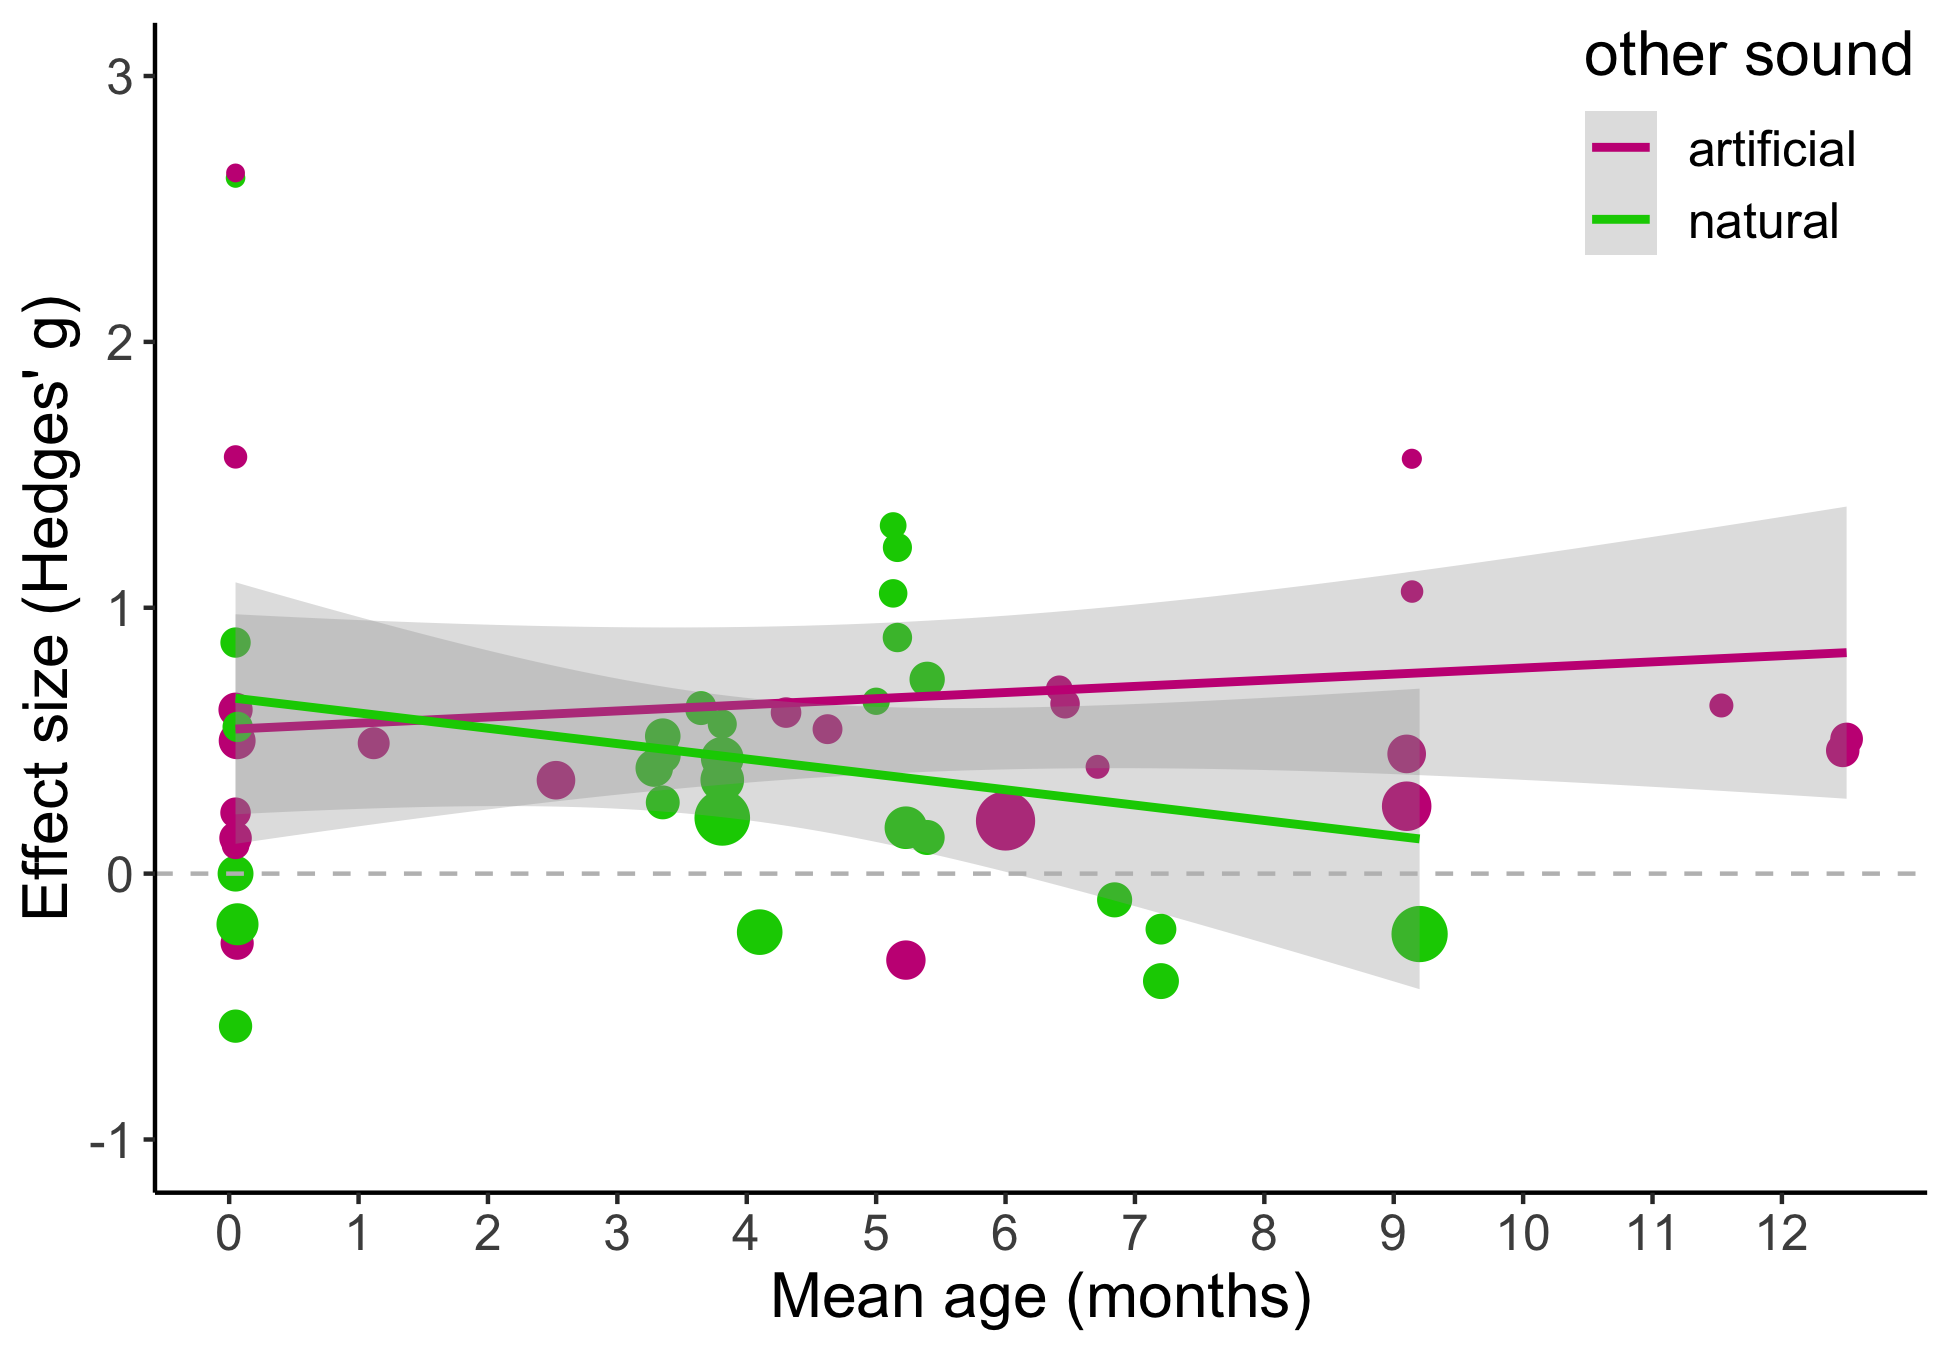 other sound
artificial
natural
Effect size (Hedges' g)
3
2
1
0
-1
0 1 2 3 4 5 6 7 8 9 10 11 12
Mean age (months)